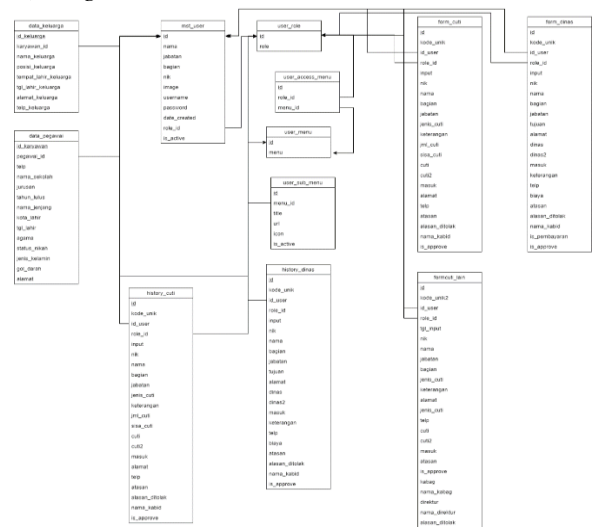 data_keluarga
id_keluarga
karyawan_id
nama_keluarga
posisi_keluarga
tempat_lahir_keluarga
tgl_lahir_keluarga
alamat_keluarga
telp_keluarga
data_pegawai
id_karyawan
pegawai_id
telp
nama_sekolah
jurusan
tahun_lulus
nama_jenjang
kota_lahir
tgl_lahir
agama
status_nikah
jenis_kelamin
gol_darah
alamat
mst_user
id
nama
jabatan
bagian
nik
image
username
password
date_created
role_id
is_active
user_role
id
role
user_access_menu
id
role_id
menu_id
user_menu
id
menu
user_sub_menu
id
menu_id
title
url
icon
is_active
history_cuti
id
kode_unik
id_user
role_id
input
nik
nama
bagian
jabatan
jenis_cuti
keterangan
jml_cuti
sisa_cuti
cuti
cuti2
masuk
alamat
telp
atasan
alasan_ditolak
nama_kabid
is_approve
history_dinas
id
kode_unik
id_user
role_id
input
nik
nama
bagian
jabatan
tujuan
alamat
dinas
dinas2
masuk
keterangan
telp
biaya
atasan
alasan_ditolak
nama_kabid
is_approve
form_cuti
id
kode_unik
id_user
role_id
input
nik
nama
bagian
jabatan
jenis_cuti
keterangan
jml_cuti
sisa_cuti
cuti
cuti2
masuk
alamat
telp
atasan
alasan_ditolak
nama_kabid
is_approve
form_dinas
id
kode_unik
id_user
role_id
input
nik
nama
bagian
jabatan
tujuan
alamat
dinas
dinas2
masuk
keterangan
telp
biaya
atasan
alasan_ditolak
nama_kabid
is_pembayaran
is_approve
formcuti_lain
id
kode_unik2
id_user
role_id
tgl_input
nik
nama
jabatan
bagian
jenis_cuti
keterangan
alamat
jenis_cuti
telp
cuti
cuti2
masuk
atasan
is_approve
kabag
nama_kabag
direktur
nama_direktur
alasan_ditolak